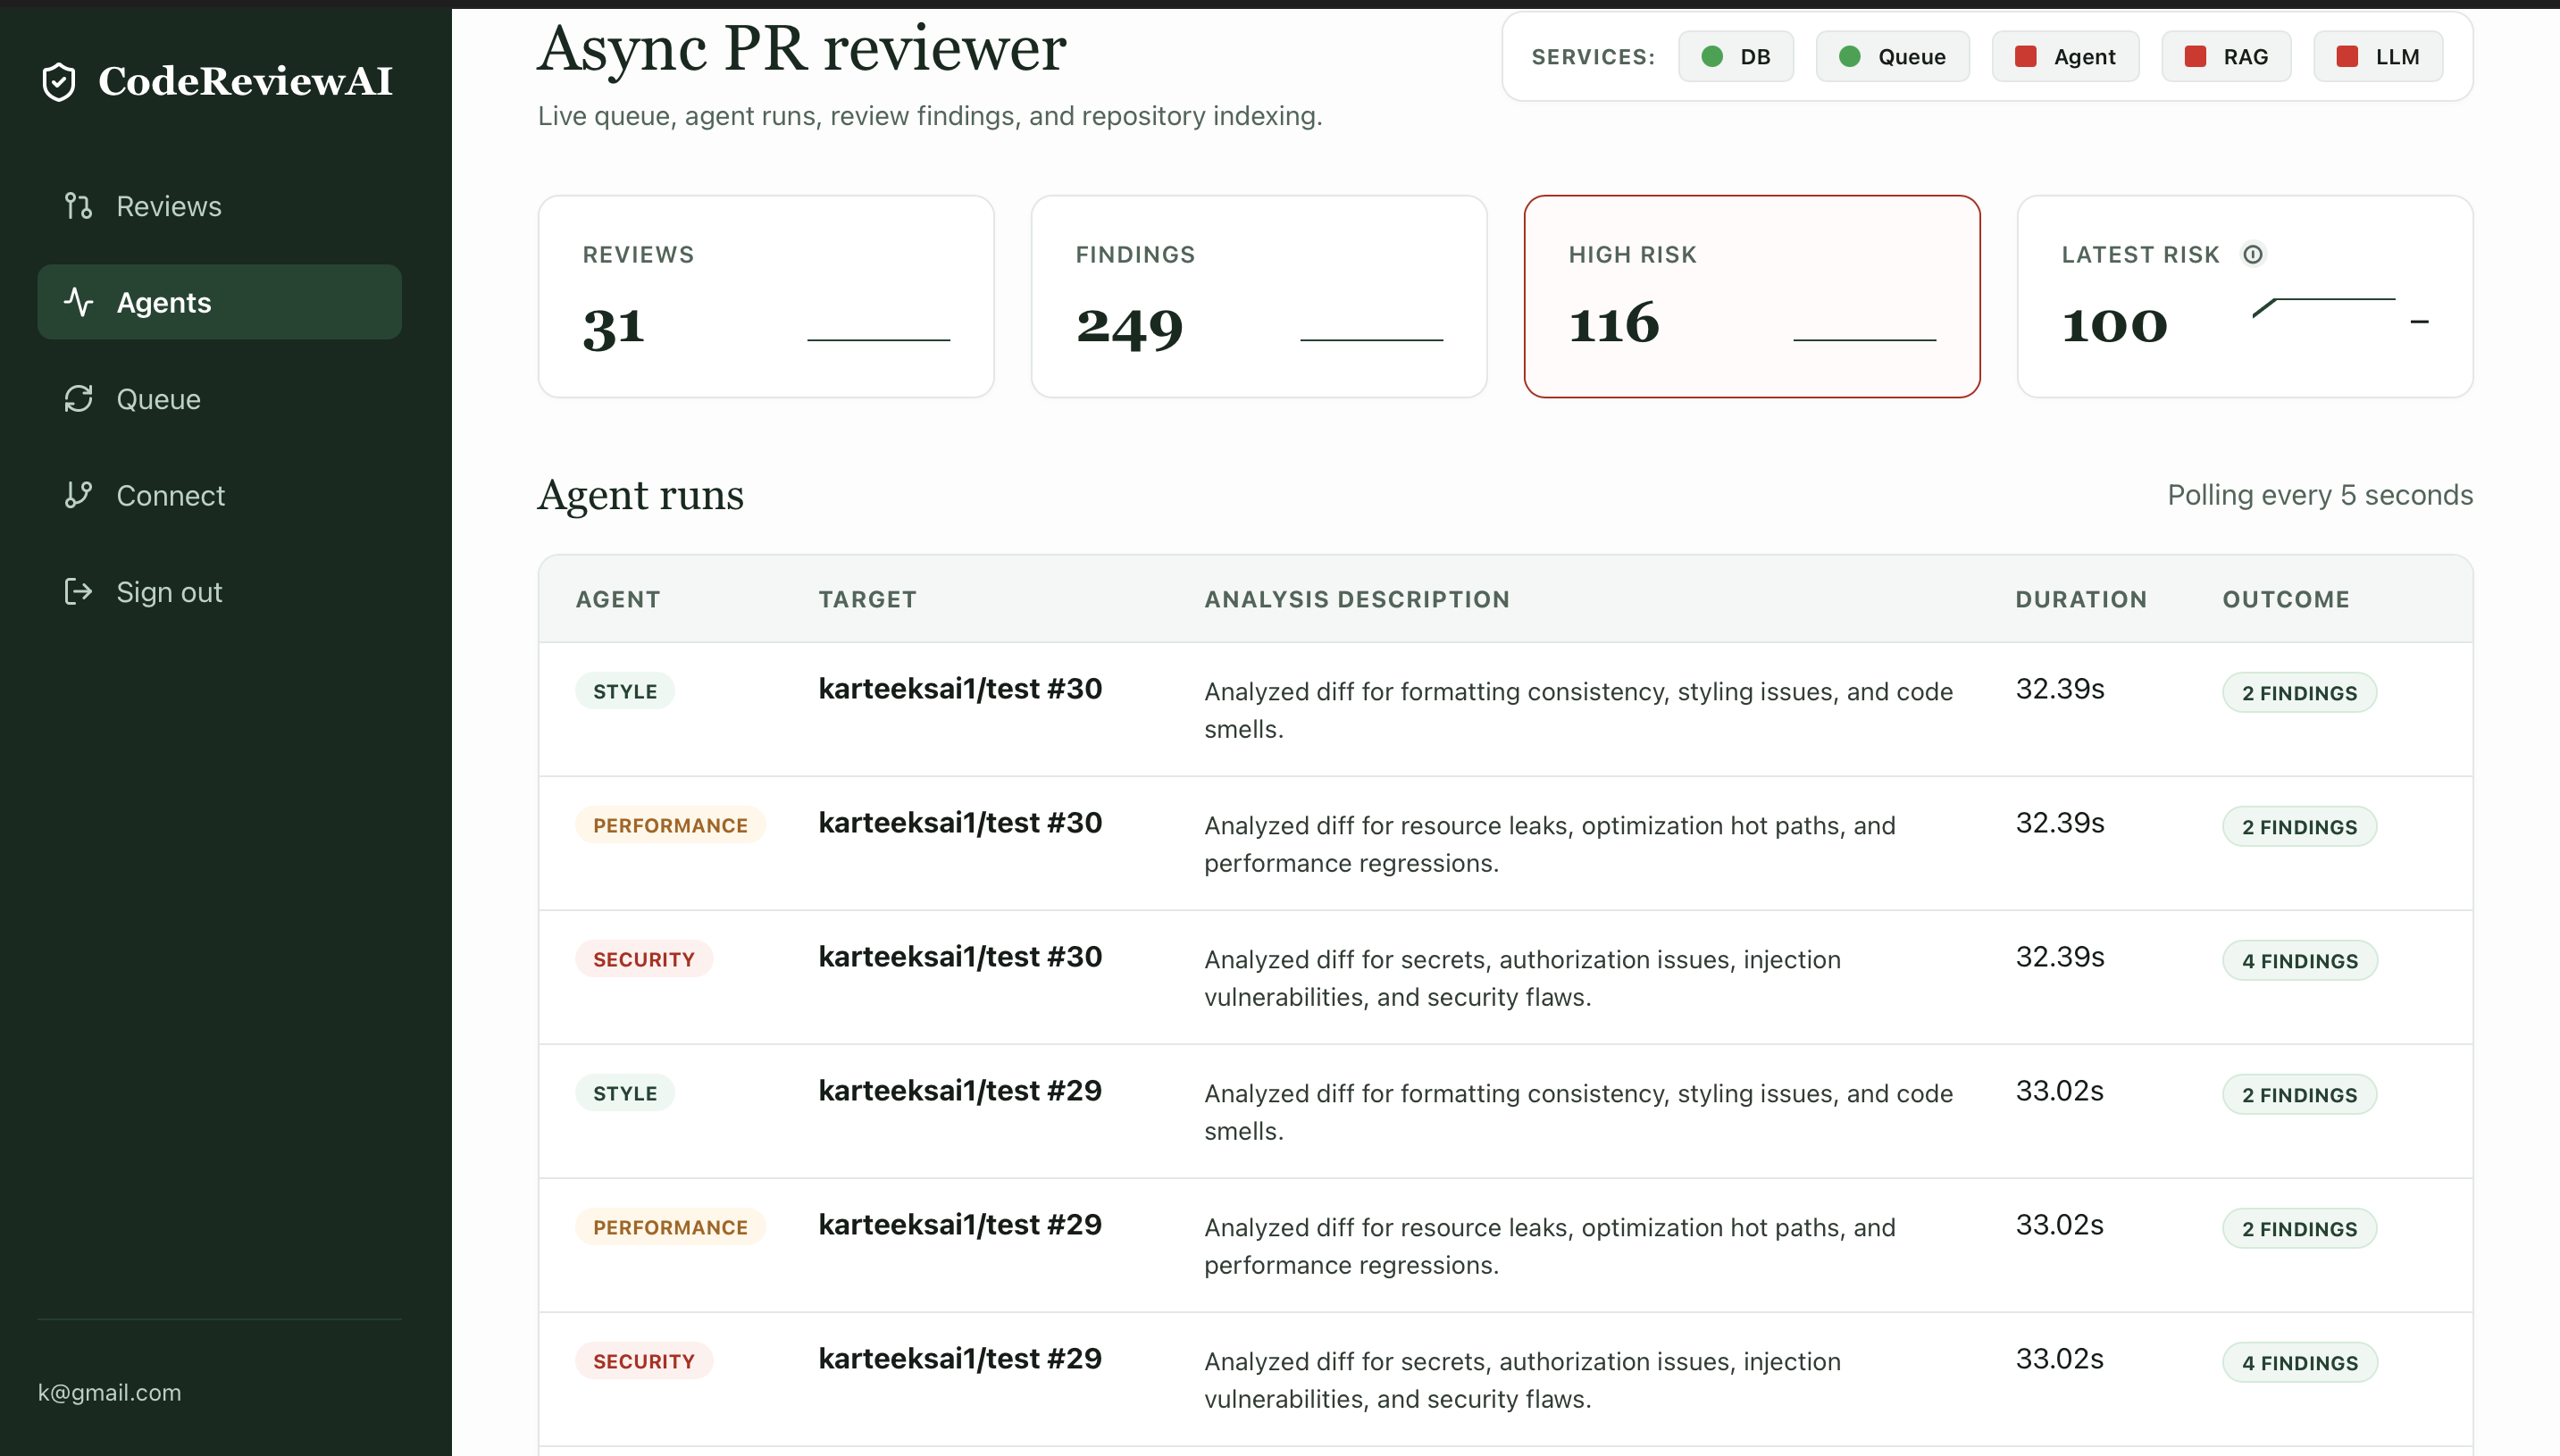 CodeReviewAI
Reviews
Agents
Queue
Connect
Sign out
k@gmail.com
Async PR reviewer
Live queue, agent runs, review findings, and repository indexing.
SERVICES: DB Queue Agent RAG LLM
REVIEWS
31
FINDINGS
249
HIGH RISK
116
LATEST RISK
100 –
Agent runs
Polling every 5 seconds
AGENT TARGET ANALYSIS DESCRIPTION DURATION OUTCOME
STYLE karteeksai1/test #30 Analyzed diff for formatting consistency, styling issues, and code 32.39s 2 FINDINGS
smells.
PERFORMANCE karteeksai1/test #30 Analyzed diff for resource leaks, optimization hot paths, and 32.39s 2 FINDINGS
performance regressions.
SECURITY karteeksai1/test #30 Analyzed diff for secrets, authorization issues, injection 32.39s 4 FINDINGS
vulnerabilities, and security flaws.
STYLE karteeksai1/test #29 Analyzed diff for formatting consistency, styling issues, and code 33.02s 2 FINDINGS
smells.
PERFORMANCE karteeksai1/test #29 Analyzed diff for resource leaks, optimization hot paths, and 33.02s 2 FINDINGS
performance regressions.
SECURITY karteeksai1/test #29 Analyzed diff for secrets, authorization issues, injection 33.02s 4 FINDINGS
vulnerabilities, and security flaws.